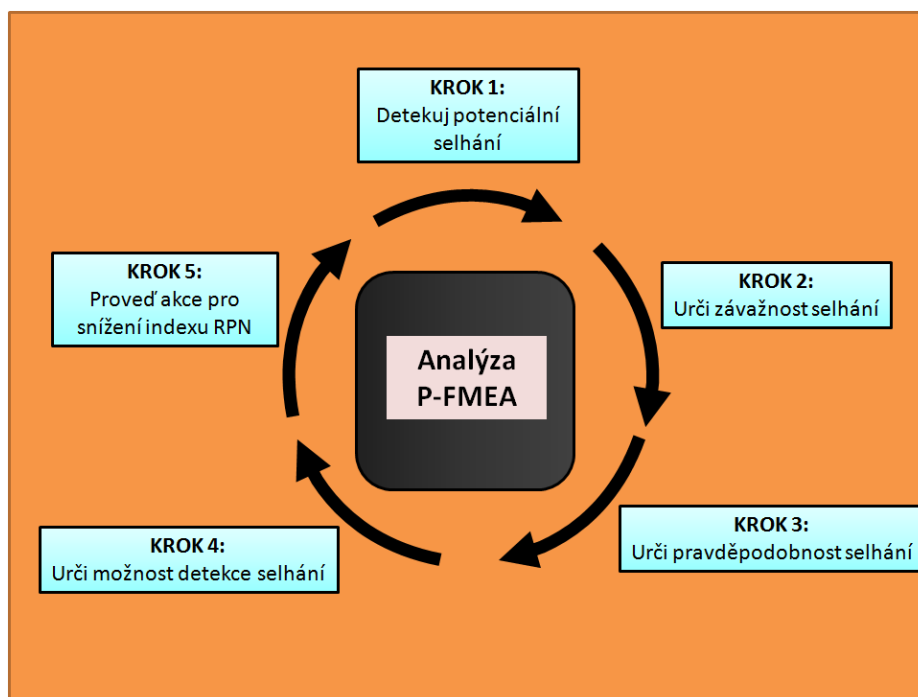 KROK 1:
Detekuj potenciální
selhání
KROK 2:
Urči závažnost selhání
KROK 3:
Urči pravděpodobnost selhání
KROK 4:
Urči možnost detekce selhání
KROK 5:
Proveď akce pro
snížení indexu RPN
Analýza
P-FMEA